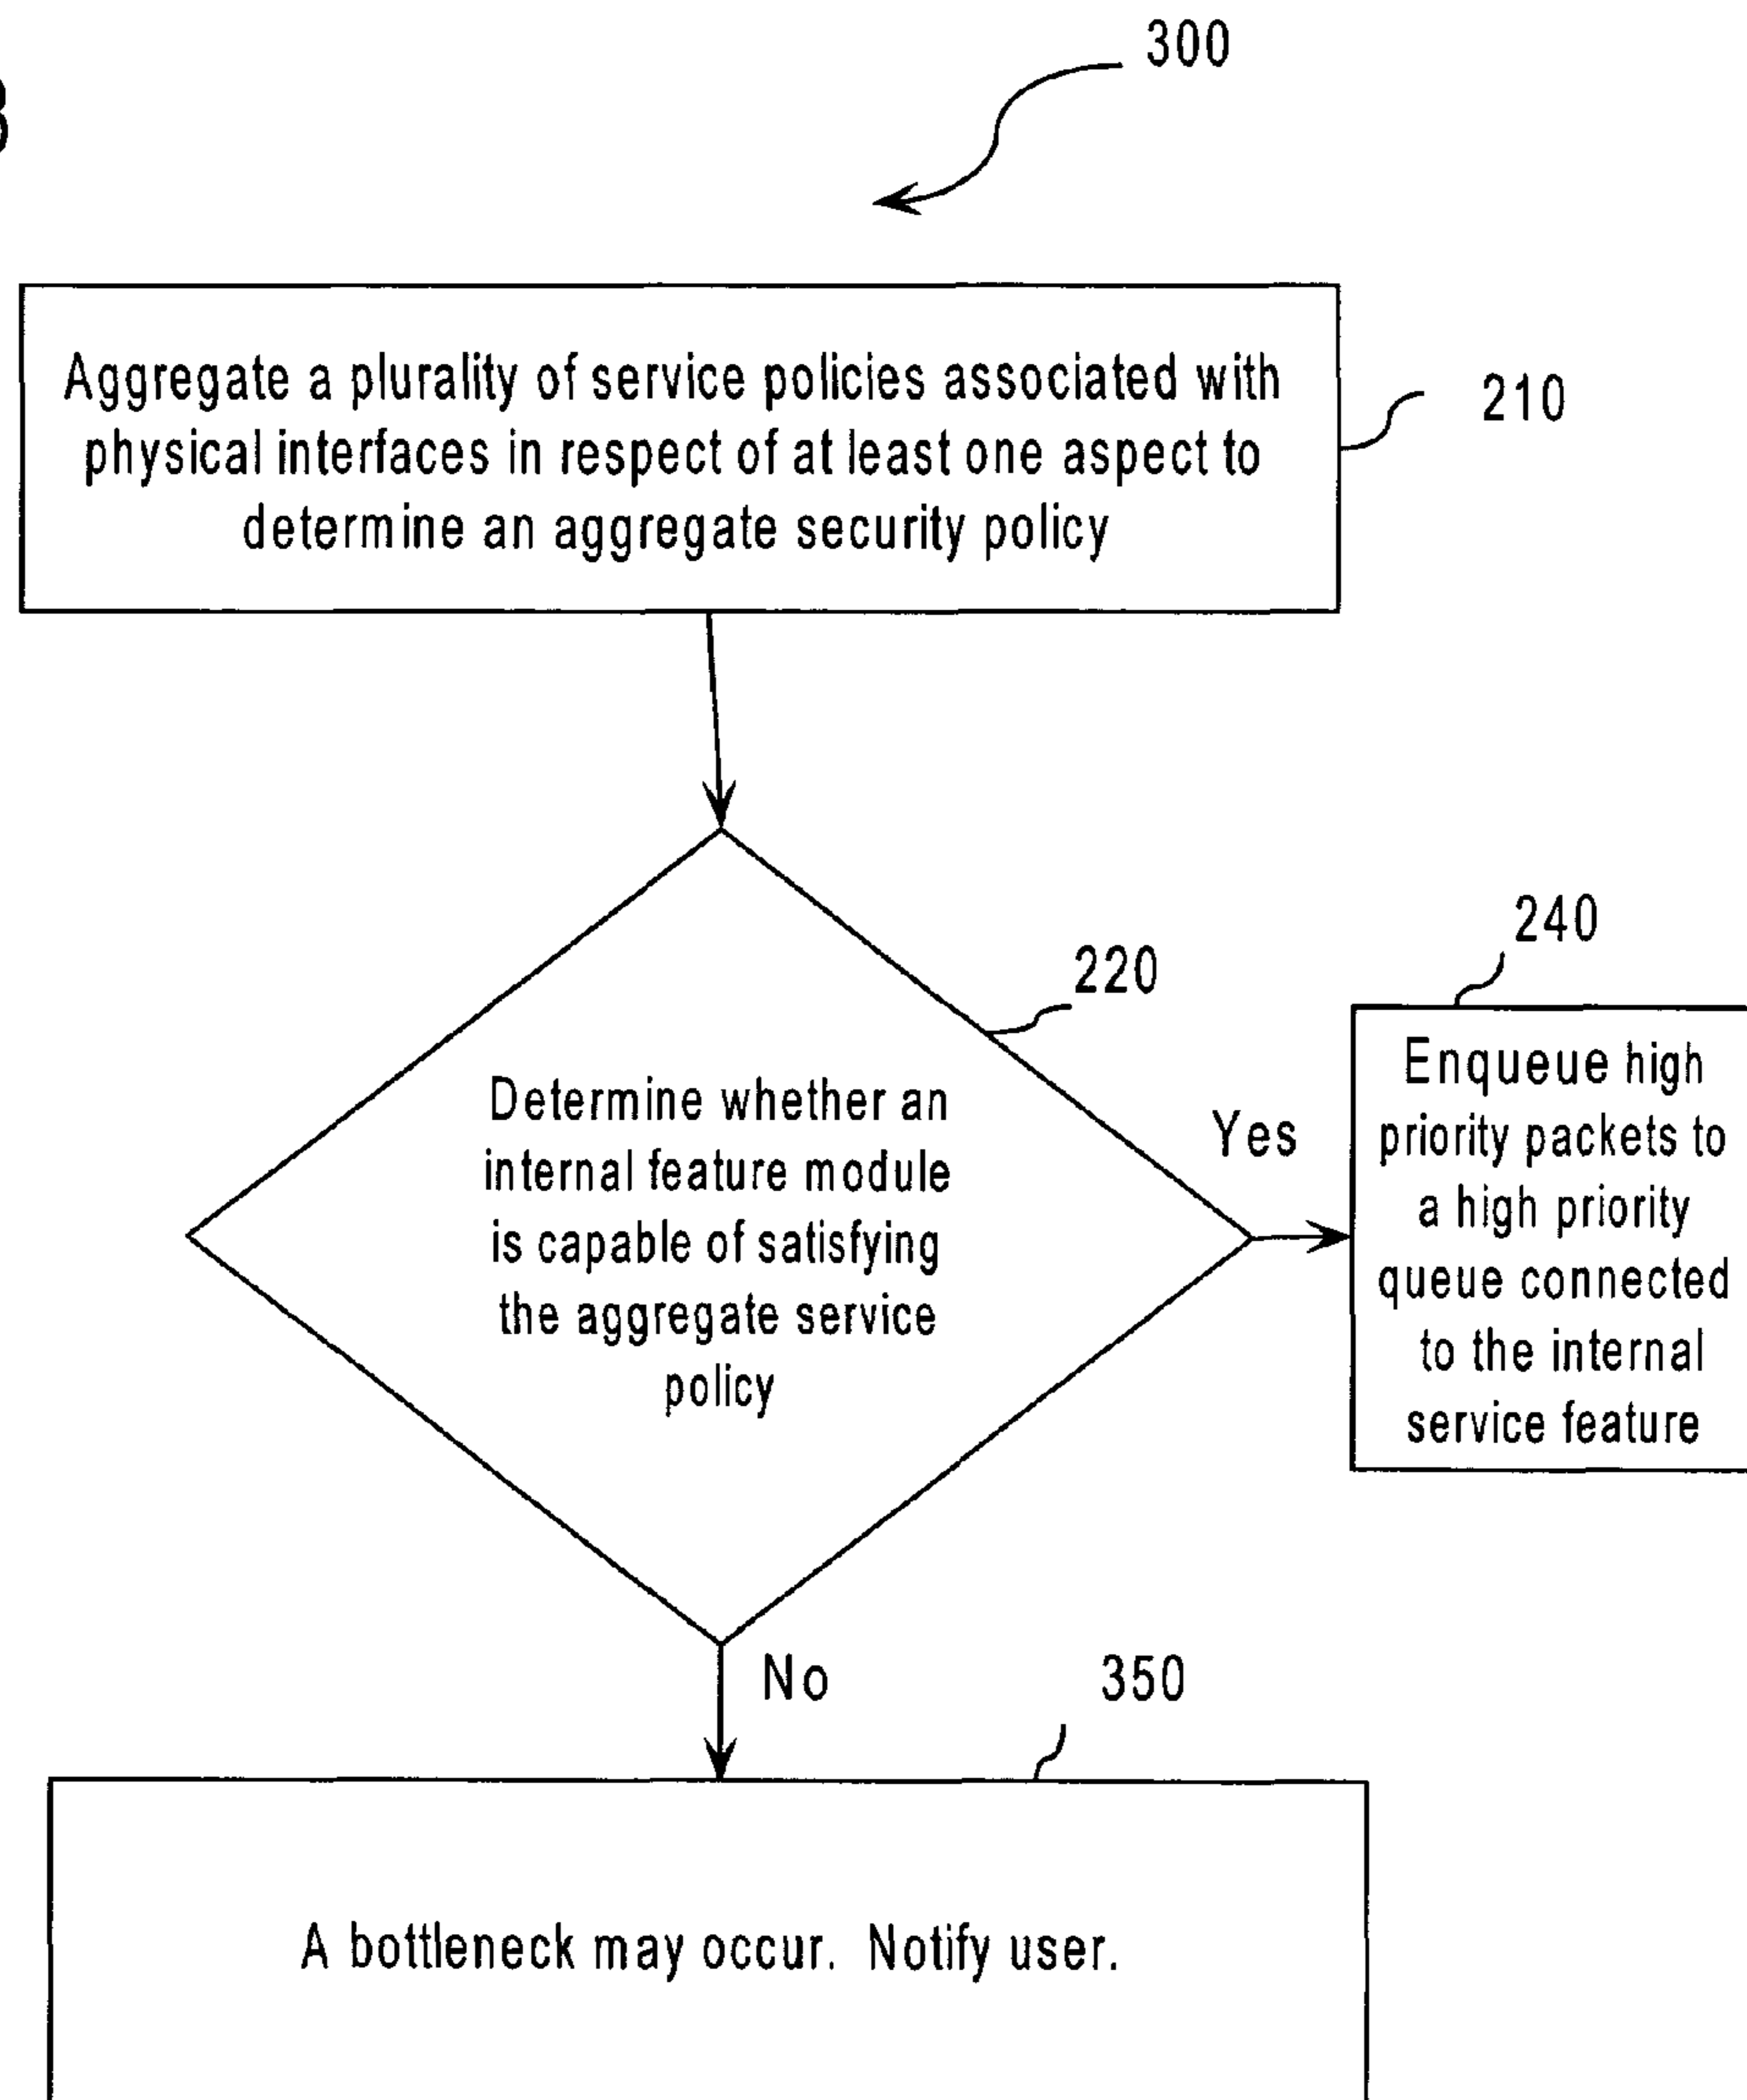 300
Aggregate a plurality of service policies associated with
physical interfaces in respect of at least one aspect to
determine an aggregate security policy
210
240
220
Determine whether an
internal feature module
is capable of satisfying
the aggregate service
policy
Yes
Enqueue high
priority packets to
a high priority
queue connected
to the internal
service feature
No
350
A bottleneck may occur. Notify user.